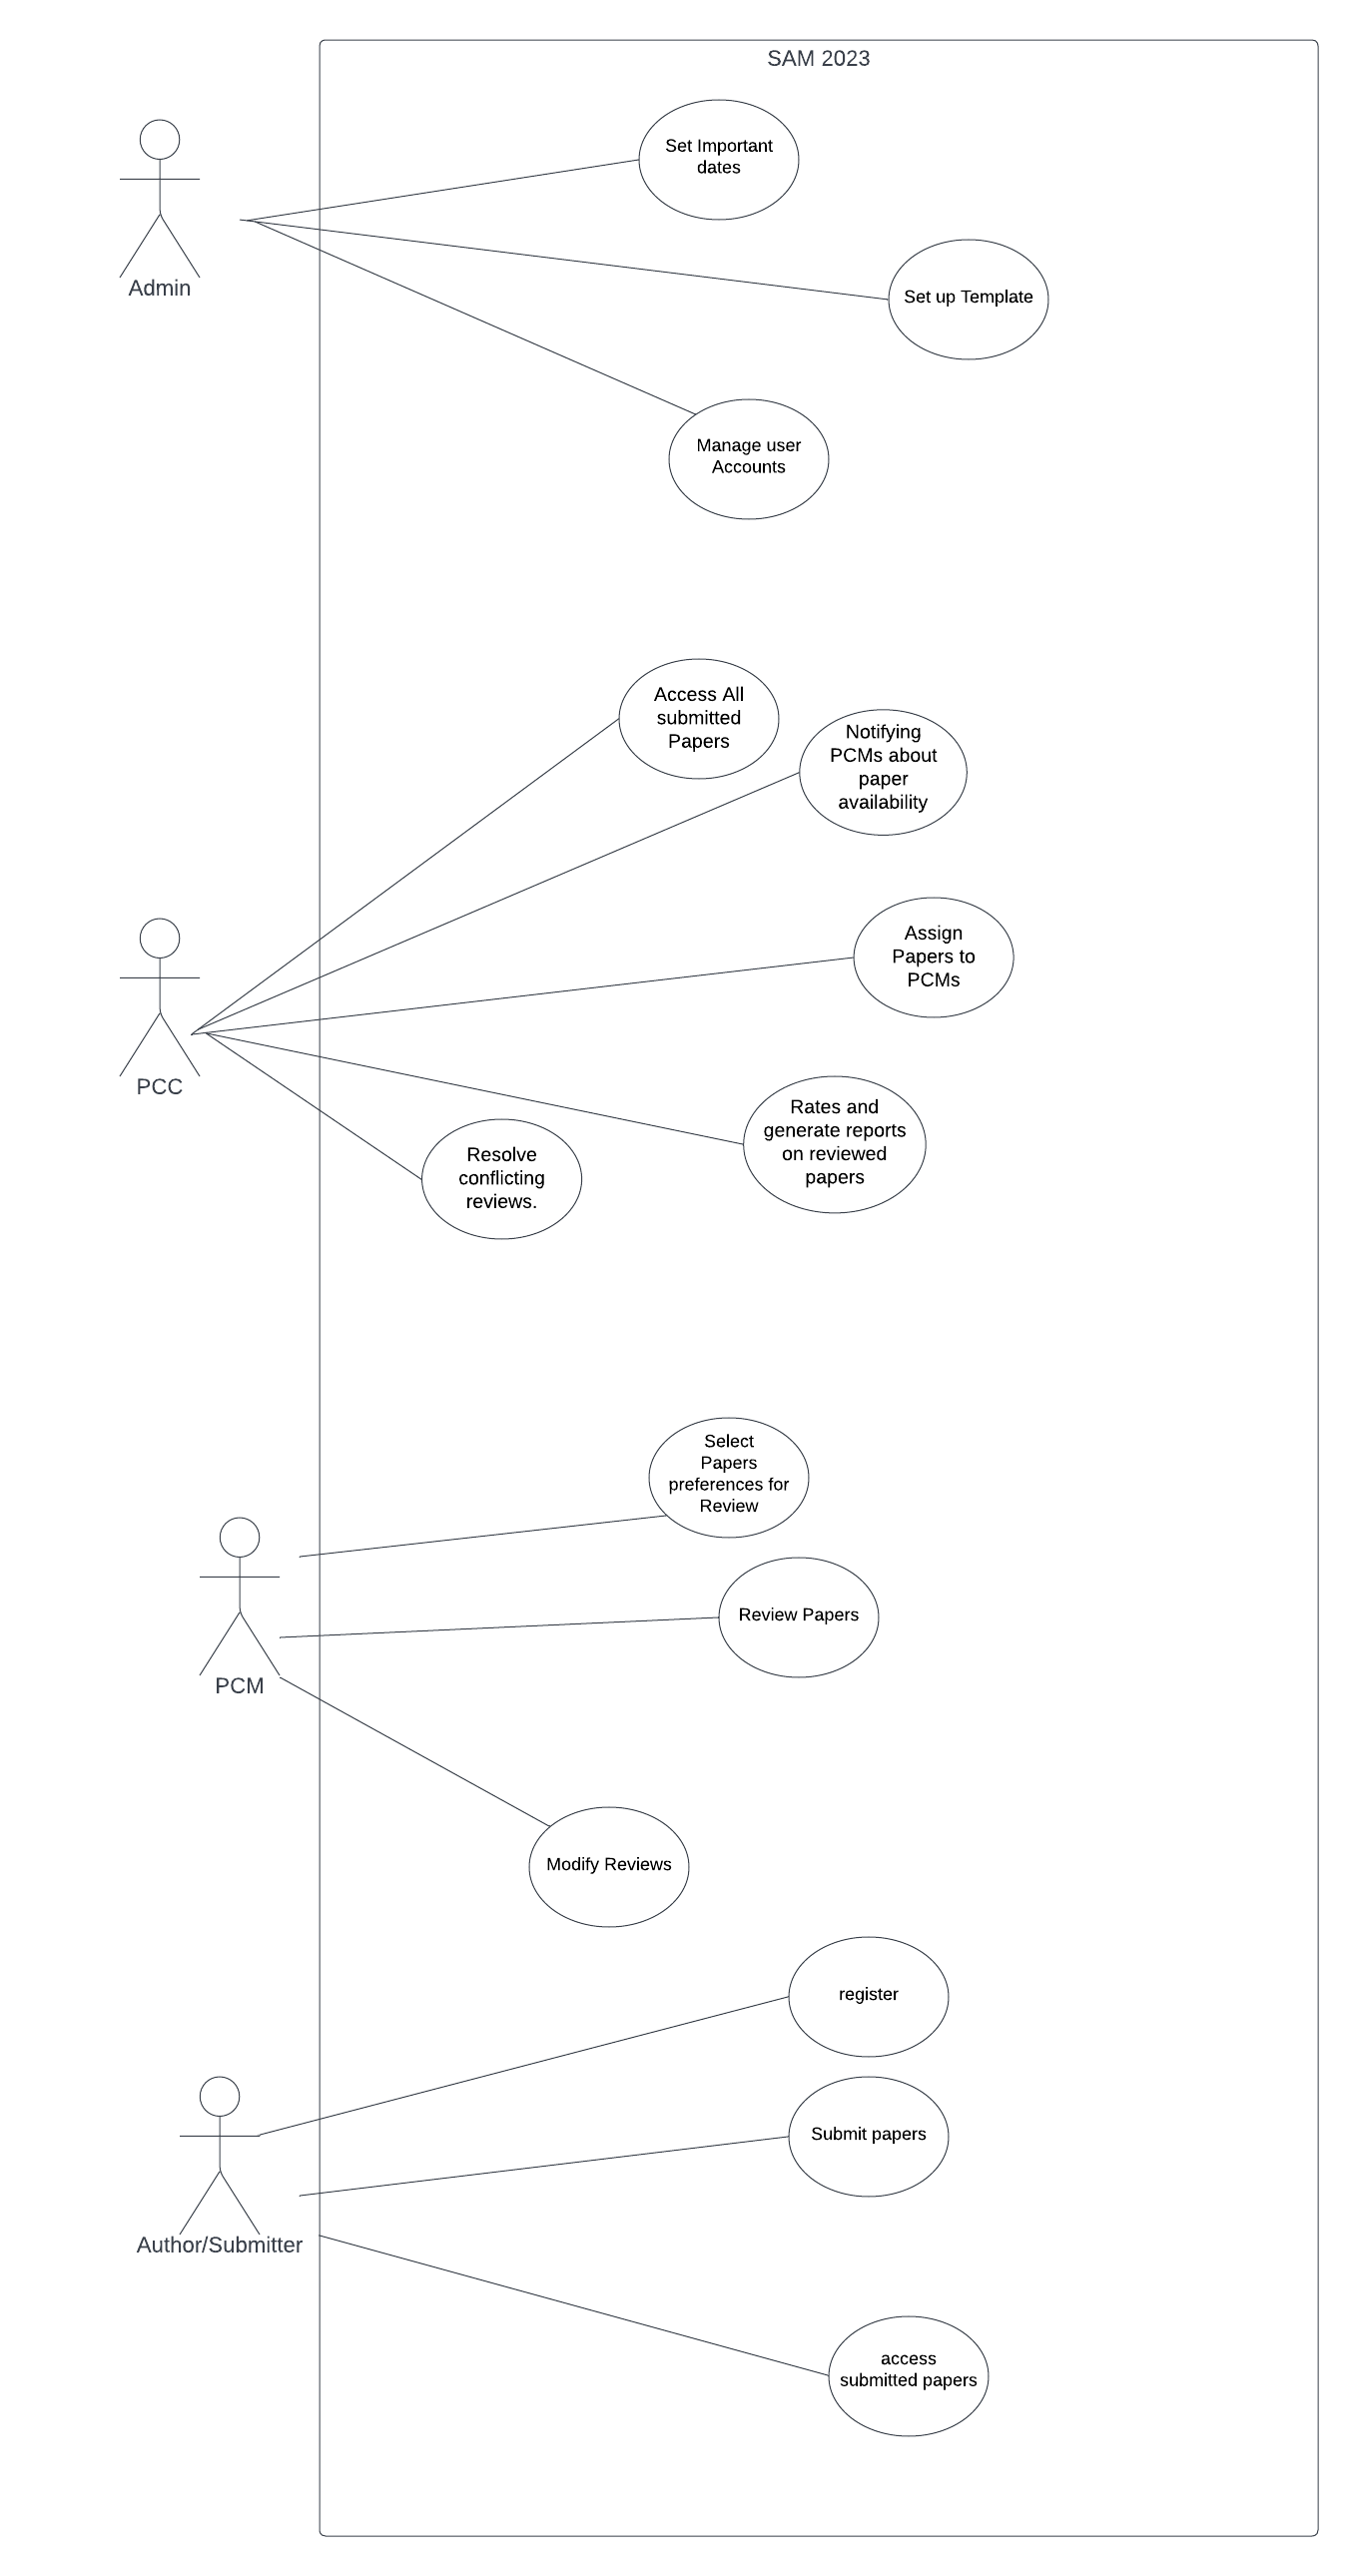 SAM 2023
Set Important
dates
Admin
Set up Template
Manage user
Accounts
Access All
submitted
Papers
Notifying
PCMs about
paper
availability
Assign
Papers to
PCMs
PCC
Rates and
generate reports
on reviewed
papers
Resolve
conflicting
reviews.
Select
Papers
preferences for
Review
Review Papers
PCM
Modify Reviews
register
Submit papers
Author/Submitter
access
submitted papers